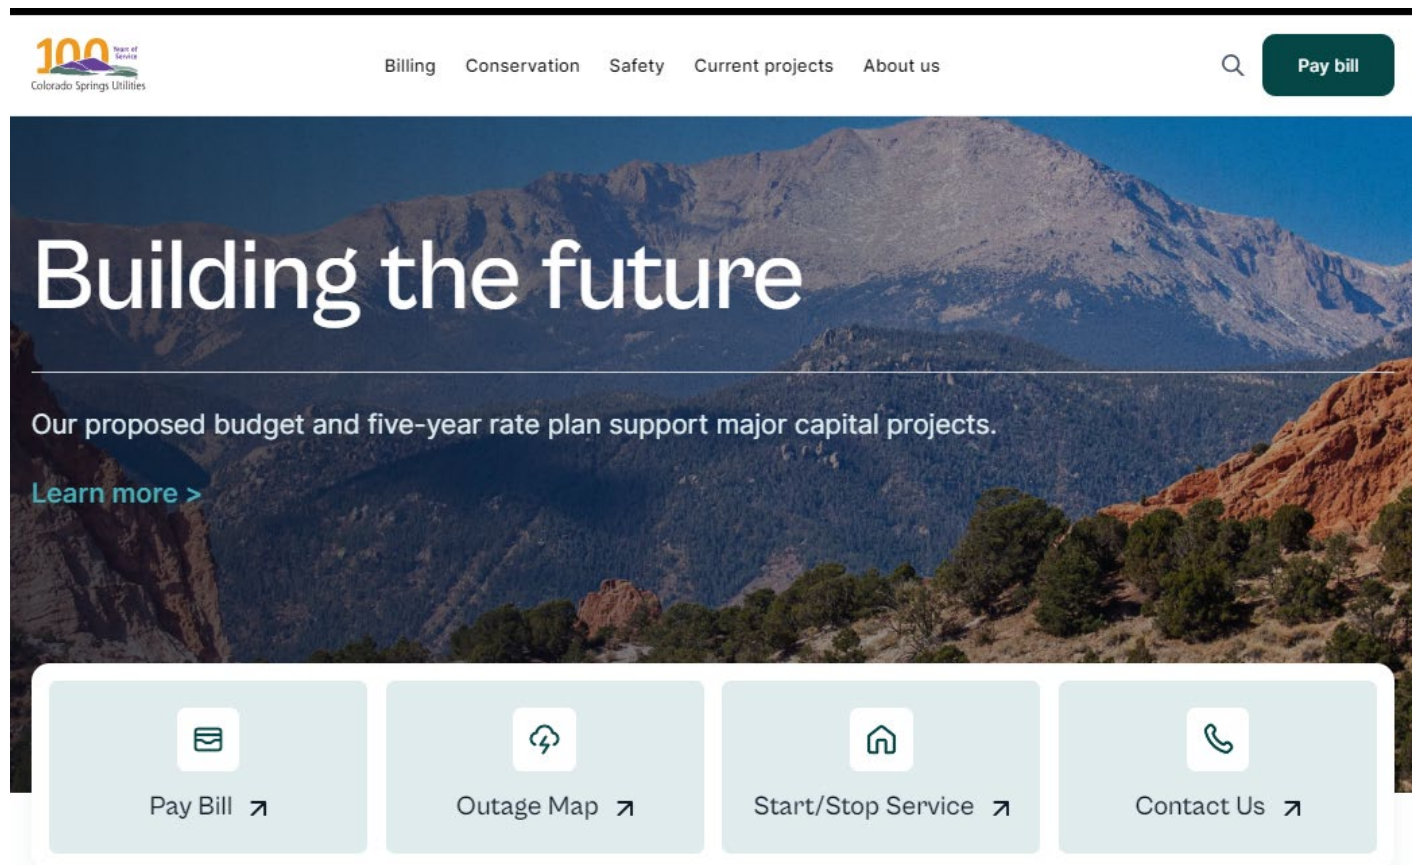 100
Years of
Service
Colorado Springs Utilities
Billing
Conservation
Safety
Current projects
About us
Pay bill
Building the future
Our proposed budget and five-year rate plan support major capital projects.
Learn more >
Pay Bill
Outage Map
Start/Stop Service
Contact Us